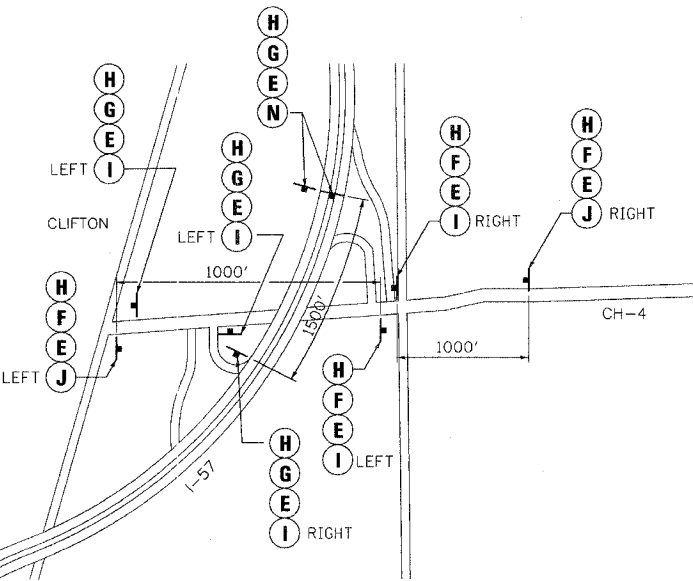 H
G
E
N
H
G
E
LEFT I
H
G
E
LEFT I
H
F
E
I RIGHT
H
F
E
J RIGHT
CLIFTON
1000'
1500'
H
F
E
LEFT J
CH-4
1000'
H
F
E
I LEFT
H
G
E
I RIGHT
I-57